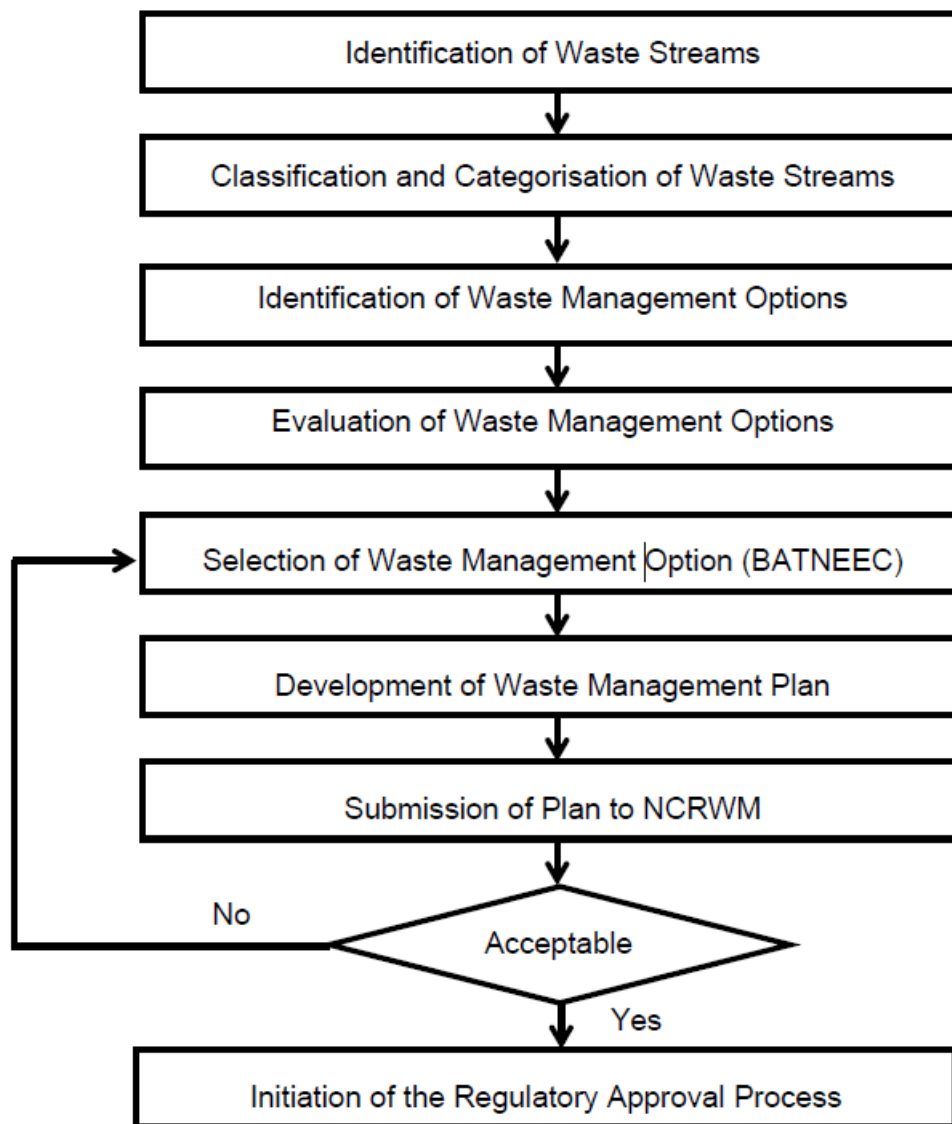 Identification of Waste Streams
Classification and Categorisation of Waste Streams
Identification of Waste Management Options
Evaluation of Waste Management Options
Selection of Waste Management Option (BATNEEC)
Development of Waste Management Plan
Submission of Plan to NCRWM
No
Acceptable
Yes
Initiation of the Regulatory Approval Process